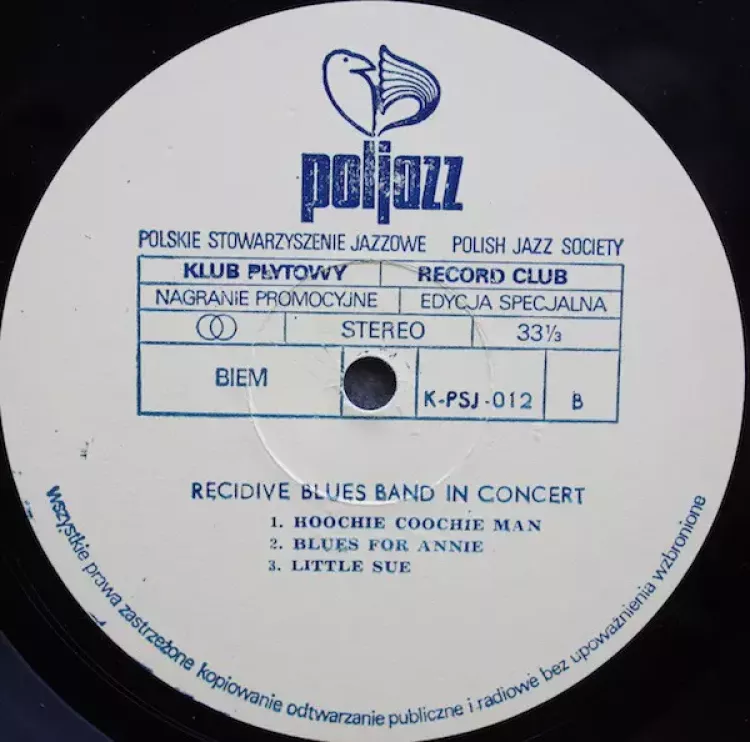 poljazz
POLSKIE STOWARZYSZENIE JAZZOWE POLISH JAZZ SOCIETY
KLUB PŁYTOWY RECORD CLUB
NAGRANIE PROMOCYJNE EDYCJA SPECJALNA
STEREO 33⅓
BIEM K-PSJ-012 B
RECIDIVE BLUES BAND IN CONCERT
1. HOOCHIE COOCHIE MAN
2. BLUES FOR ANNIE
3. LITTLE SUE
Wszystkie prawa zastrzeżone kopiowanie odtwarzanie publiczne i radiowe bez upoważnienia wzbronione